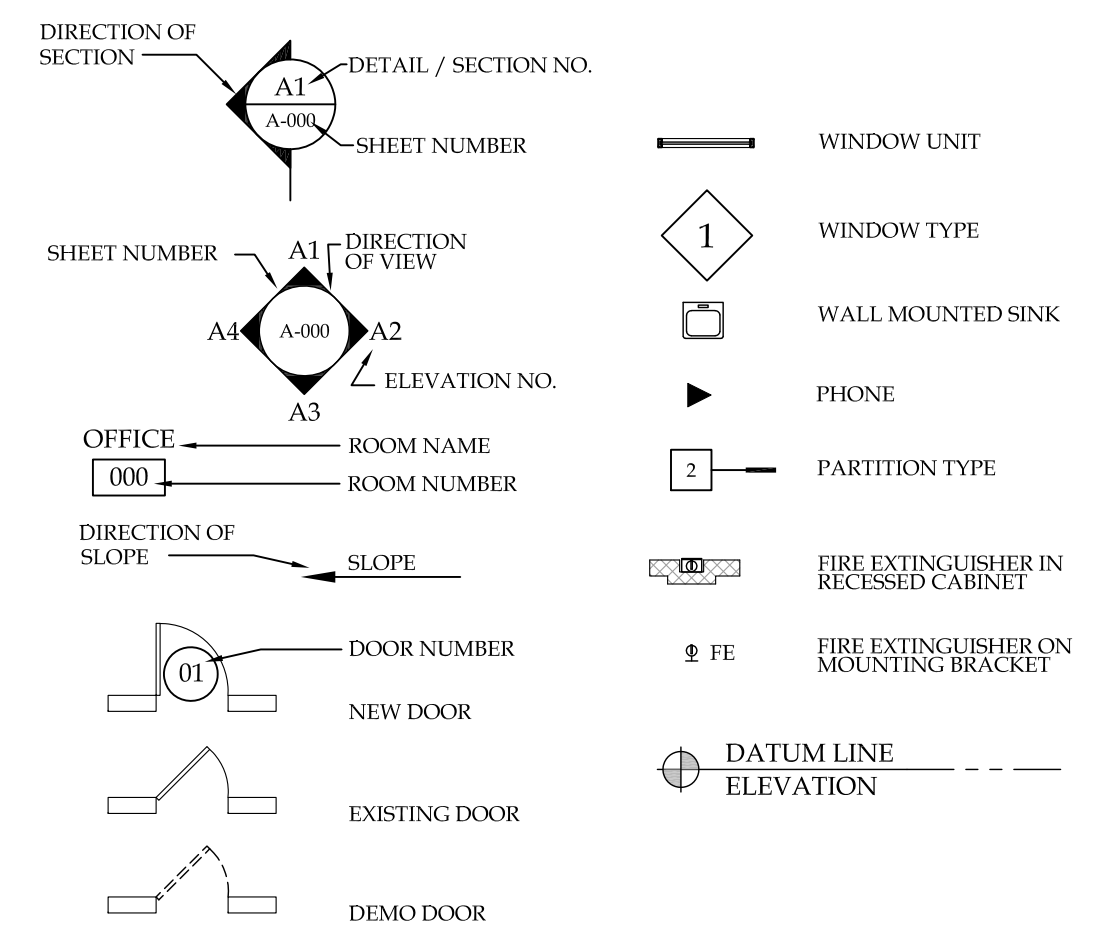 DIRECTION OF
SECTION
A1
DETAIL / SECTION NO.
A-000
SHEET NUMBER
SHEET NUMBER
A1
DIRECTION
OF VIEW
A4
A-000
A2
ELEVATION NO.
A3
OFFICE
ROOM NAME
000
ROOM NUMBER
DIRECTION OF
SLOPE
SLOPE
01
DOOR NUMBER
NEW DOOR
EXISTING DOOR
DEMO DOOR
WINDOW UNIT
1
WINDOW TYPE
WALL MOUNTED SINK
PHONE
2
PARTITION TYPE
FIRE EXTINGUISHER IN
RECESSED CABINET
FE
FIRE EXTINGUISHER ON
MOUNTING BRACKET
DATUM LINE
ELEVATION